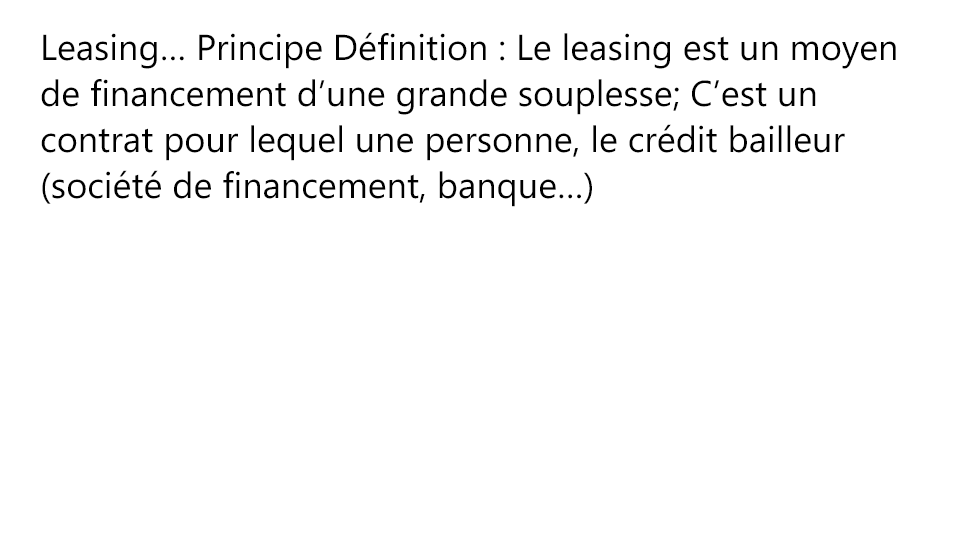 Leasing… Principe Définition : Le leasing est un moyen
de financement d’une grande souplesse; C’est un
contrat pour lequel une personne, le crédit bailleur
(société de financement, banque…)